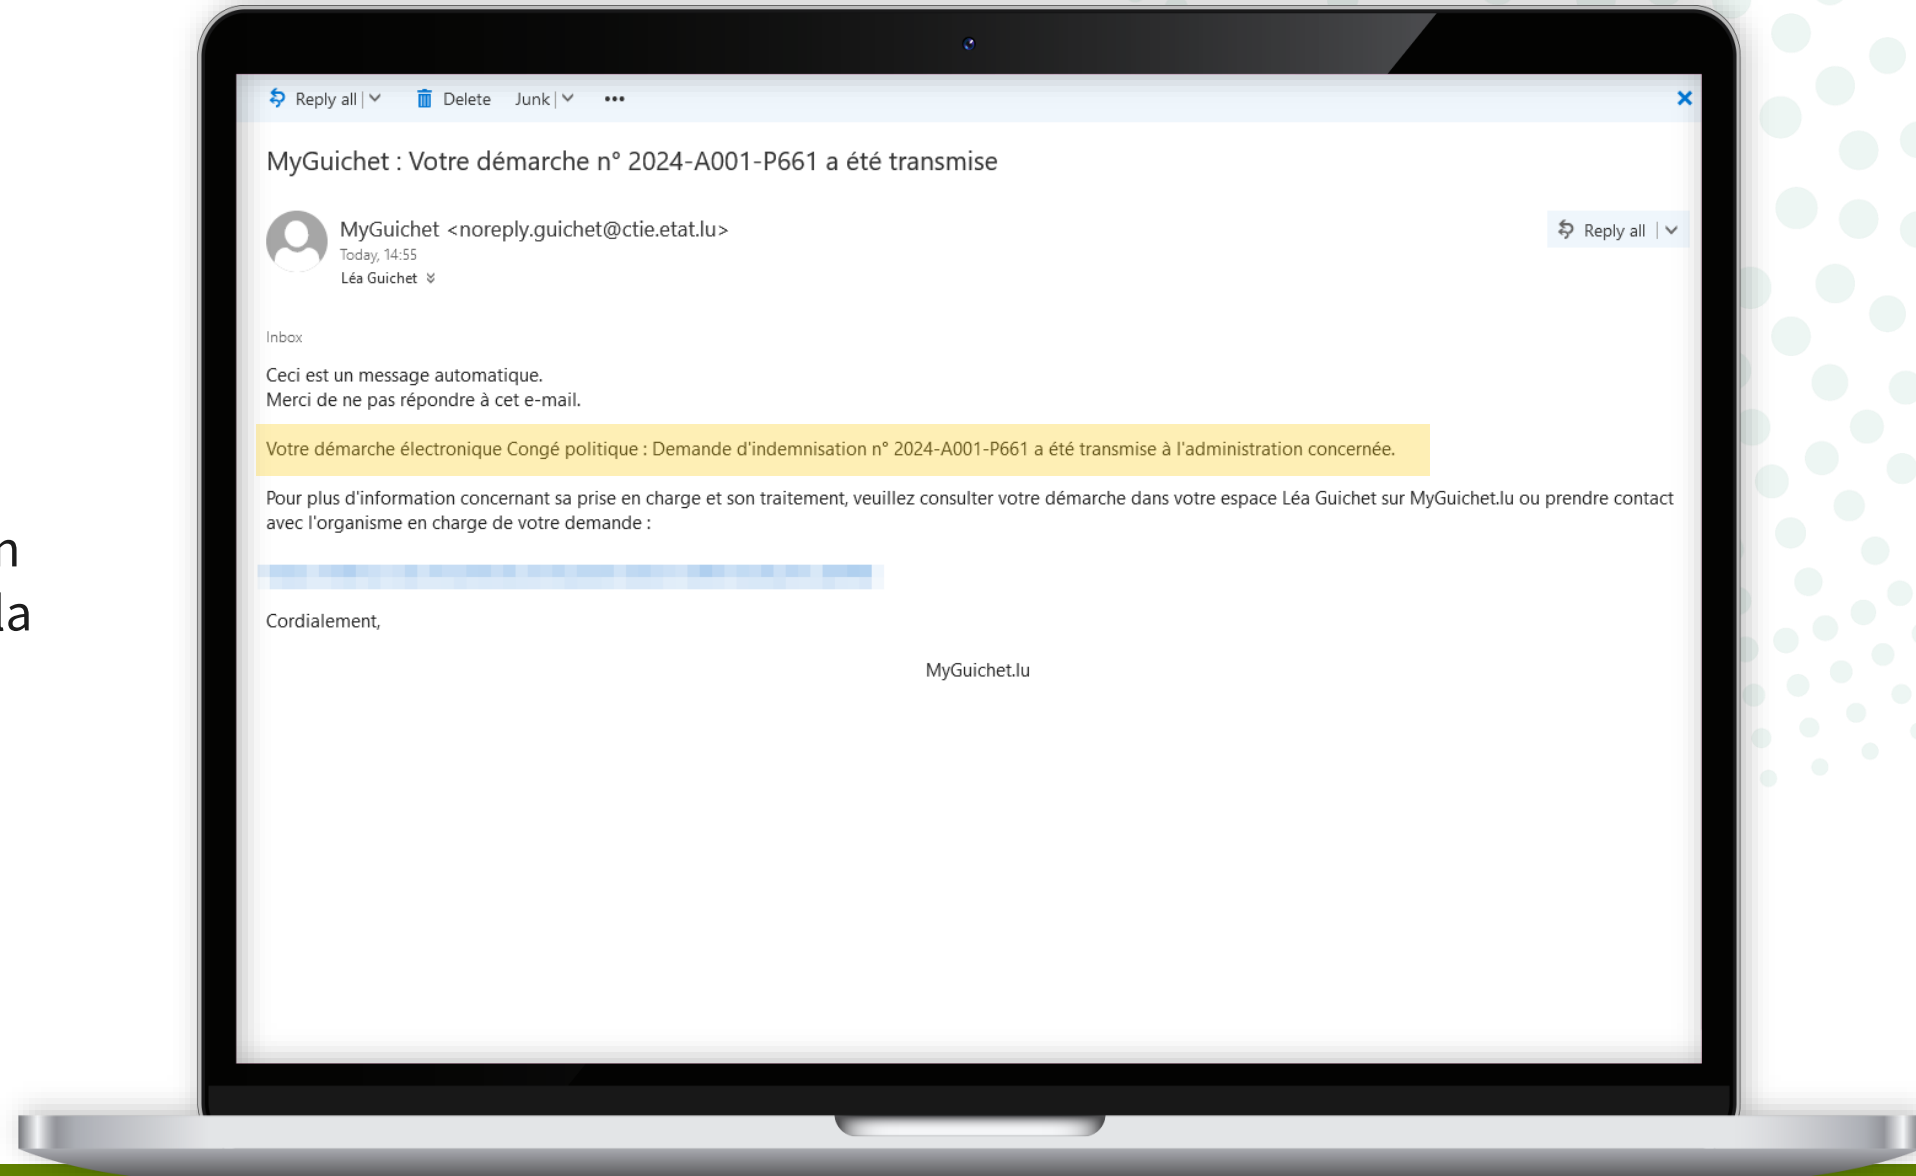 Reply all
Delete
Junk
MyGuichet : Votre démarche n° 2024-A001-P661 a été transmise
MyGuichet <noreply.guichet@ctie.etat.lu>
Today, 14:55
Léa Guichet
Reply all
Inbox
Ceci est un message automatique.
Merci de ne pas répondre à cet e-mail.
Votre démarche électronique Congé politique : Demande d'indemnisation n° 2024-A001-P661 a été transmise à l'administration concernée.
Pour plus d'information concernant sa prise en charge et son traitement, veuillez consulter votre démarche dans votre espace Léa Guichet sur MyGuichet.lu ou prendre contact
avec l'organisme en charge de votre demande :
la
Cordialement,
MyGuichet.lu